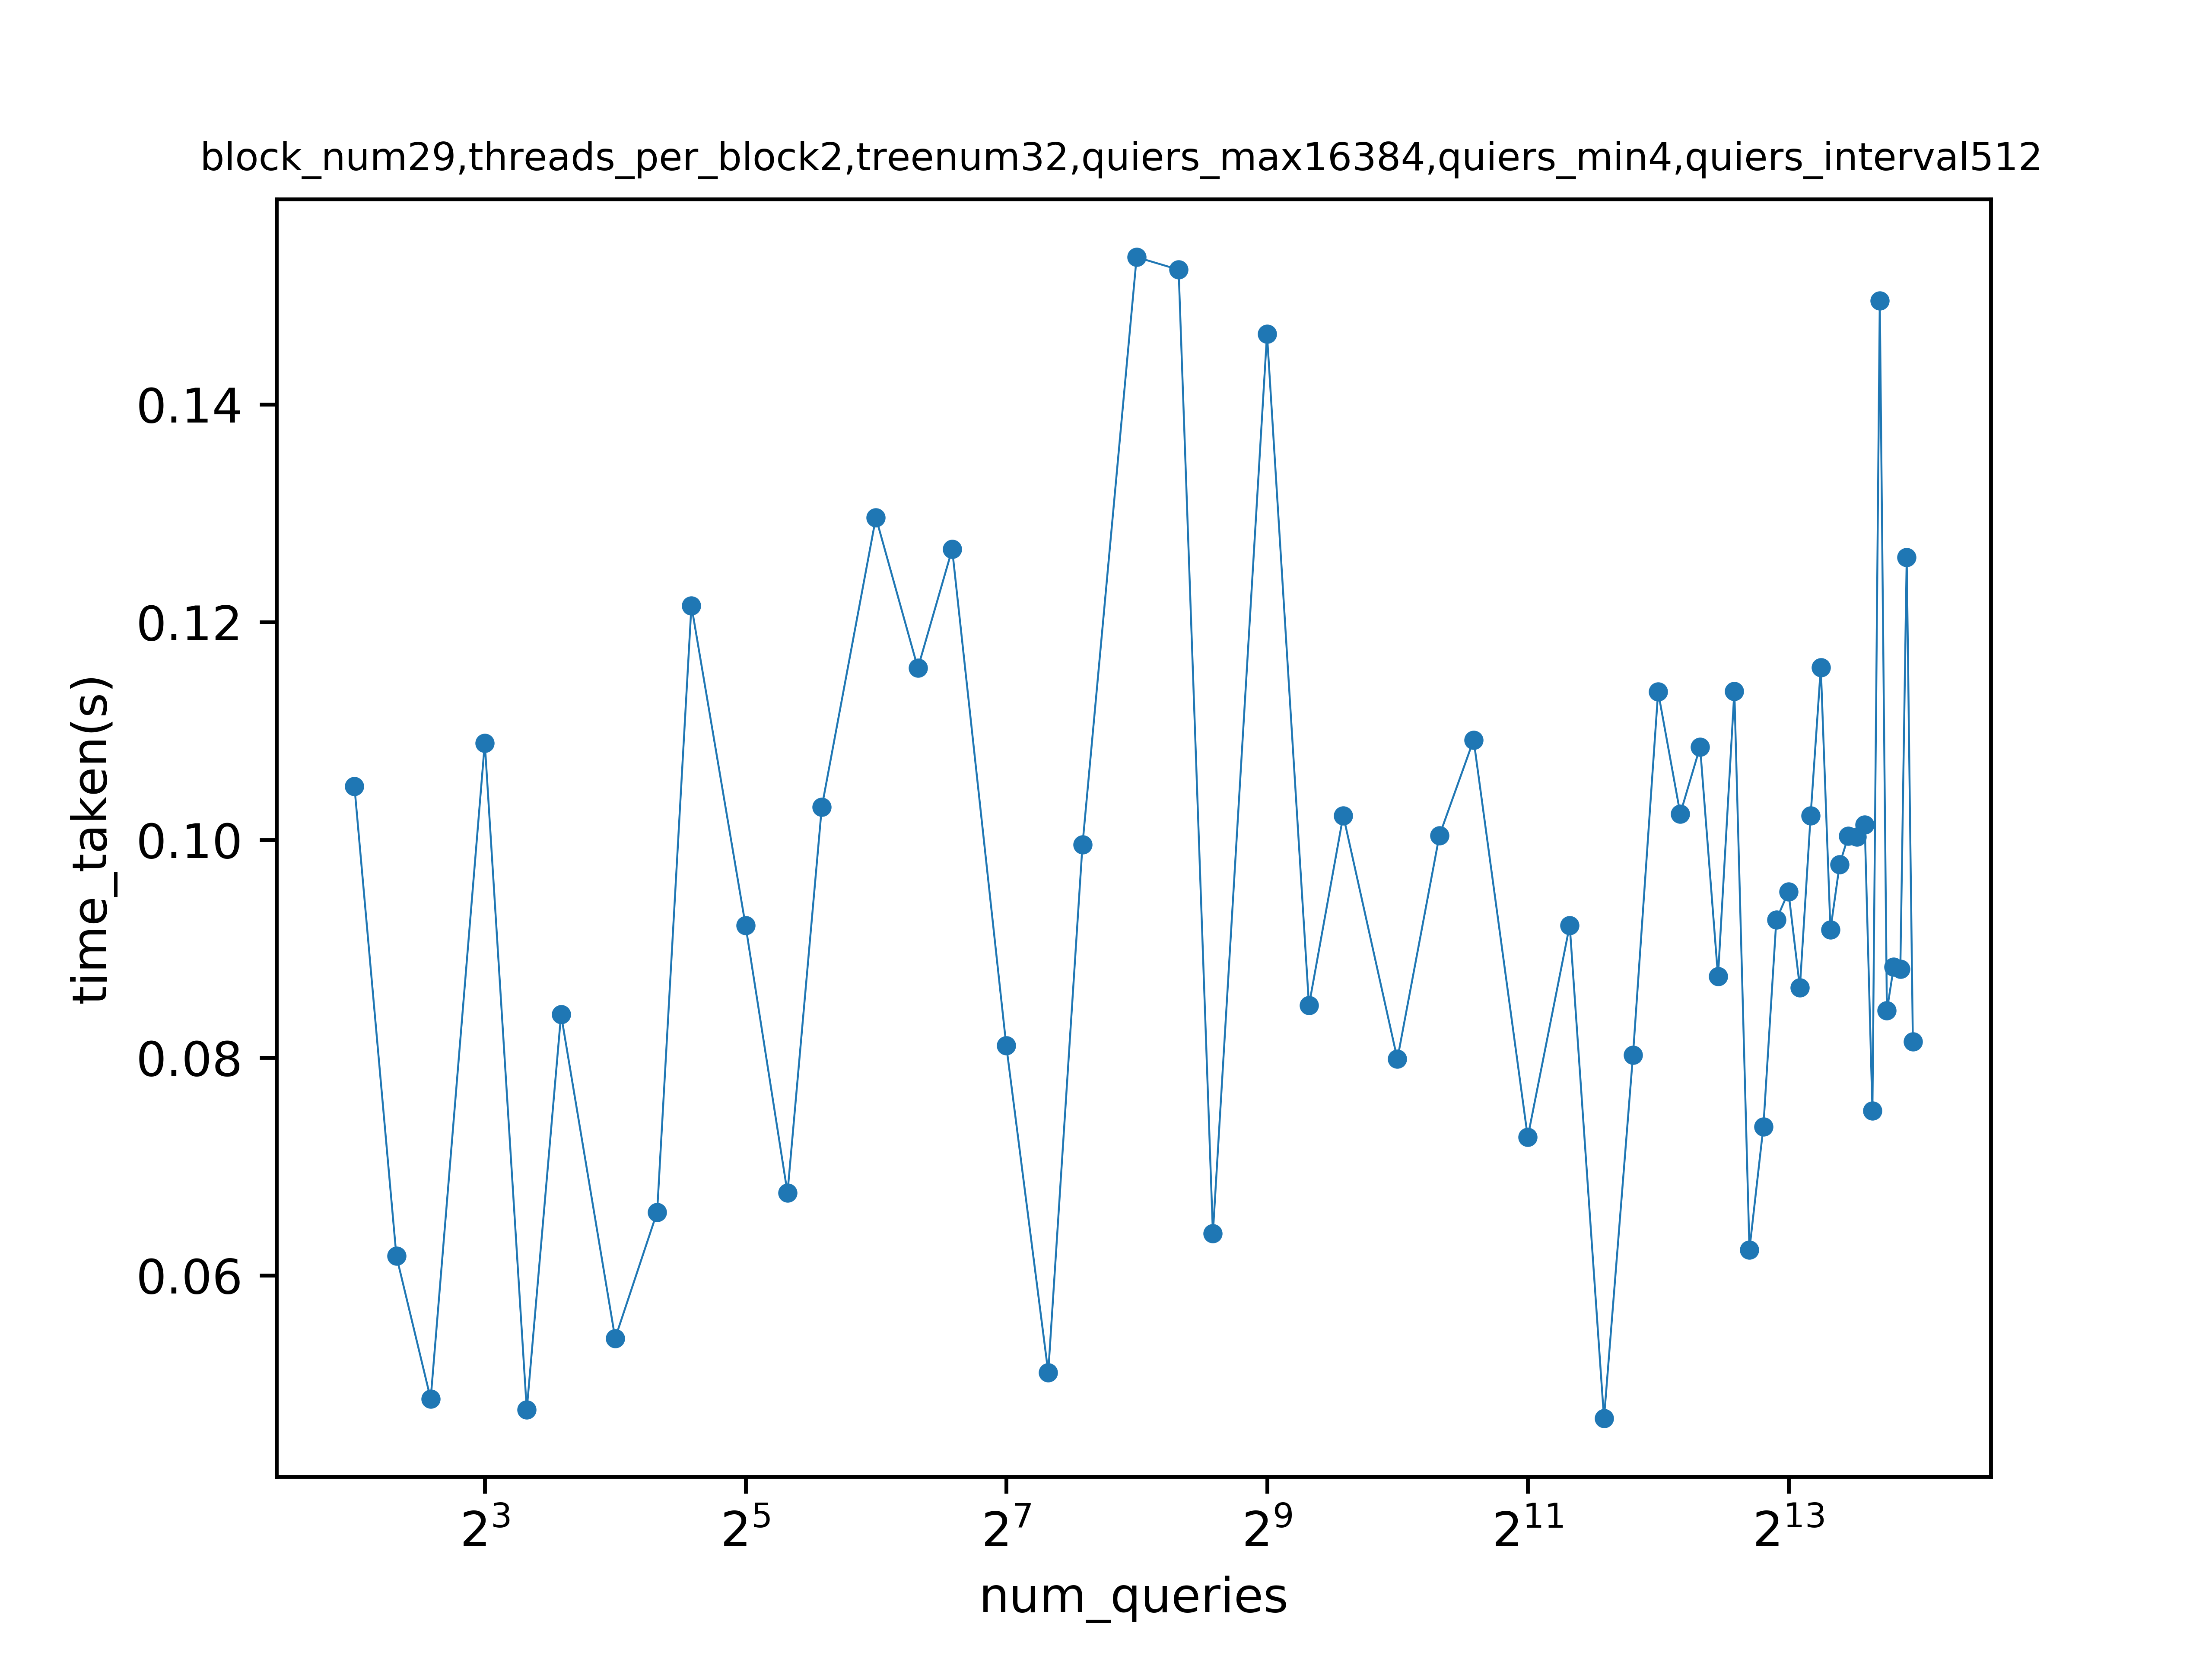 block_num29,threads_per_block2,treenum32,quiers_max16384,quiers_min4,quiers_interval512
time_taken(s)
0.14
0.12
0.10
0.08
0.06
2^3 2^5 2^7 2^9 2^11 2^13
num_queries